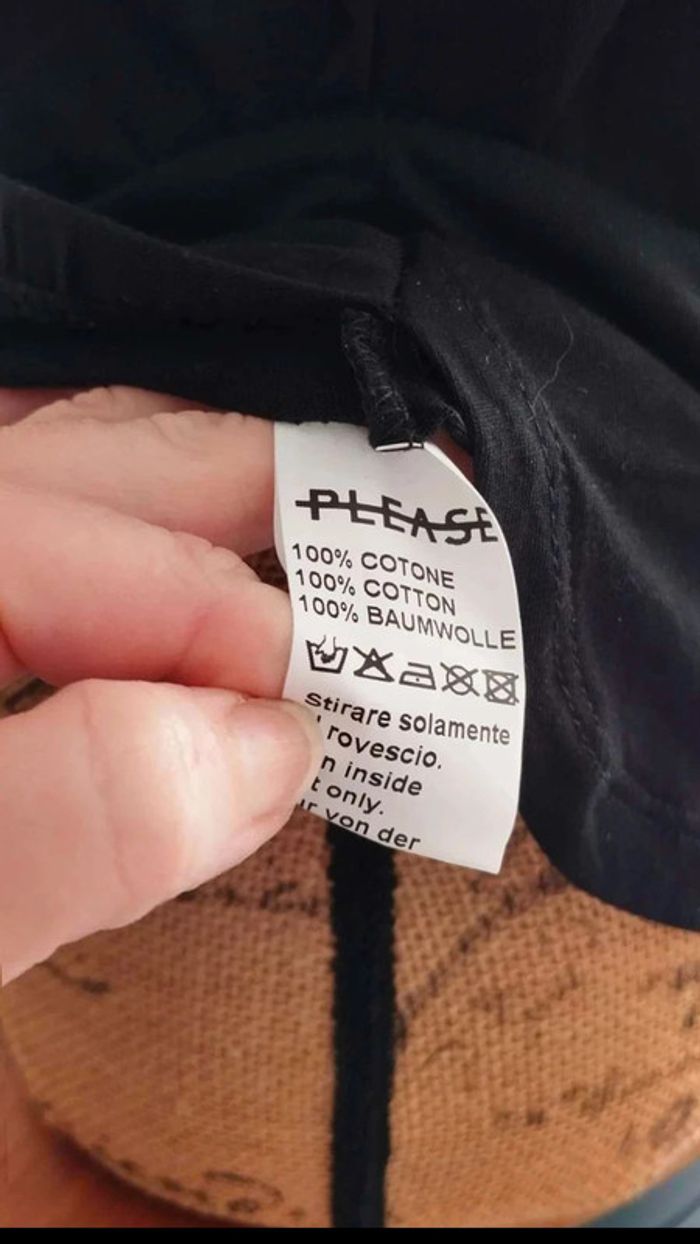 PLEASE
100% COTONE
100% COTTON
100% BAUMWOLLE
Stirare solamente
rovescio.
inside
only.
von der